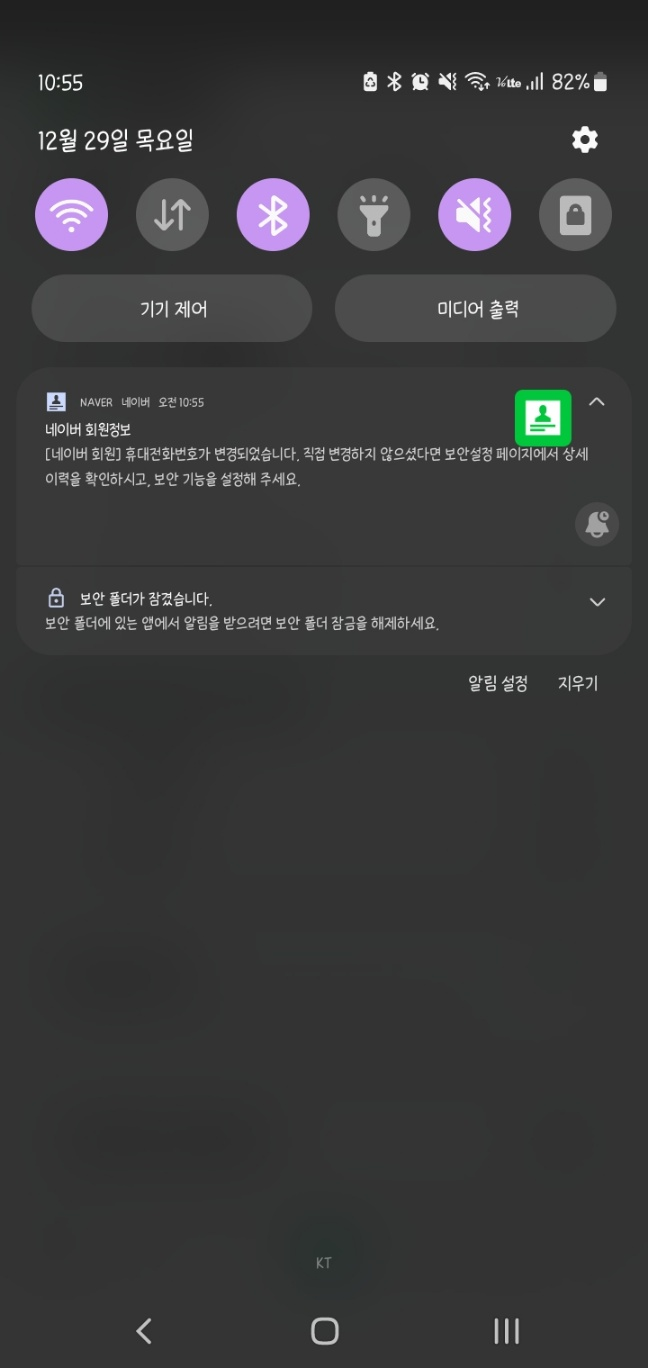 10:55
82%
12월 29일 목요일
기기 제어
미디어 출력
NAVER 네이버 오전 10:55
네이버 회원정보
[네이버 회원] 휴대전화번호가 변경되었습니다. 직접 변경하지 않으셨다면 보안설정 페이지에서 상세
이력을 확인하시고, 보안 기능을 설정해 주세요.
보안 폴더가 잠겼습니다.
보안 폴더에 있는 앱에서 알림을 받으려면 보안 폴더 잠금을 해제하세요.
알림 설정
지우기
KT